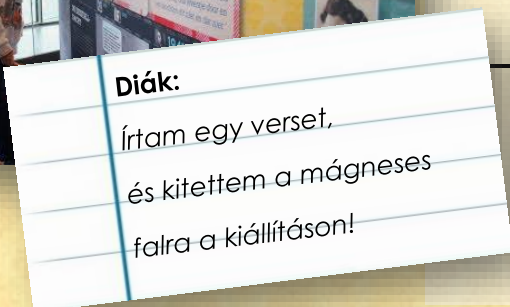 Diák:
Írtam egy verset,
és kitettem a mágneses
falra a kiállításon!